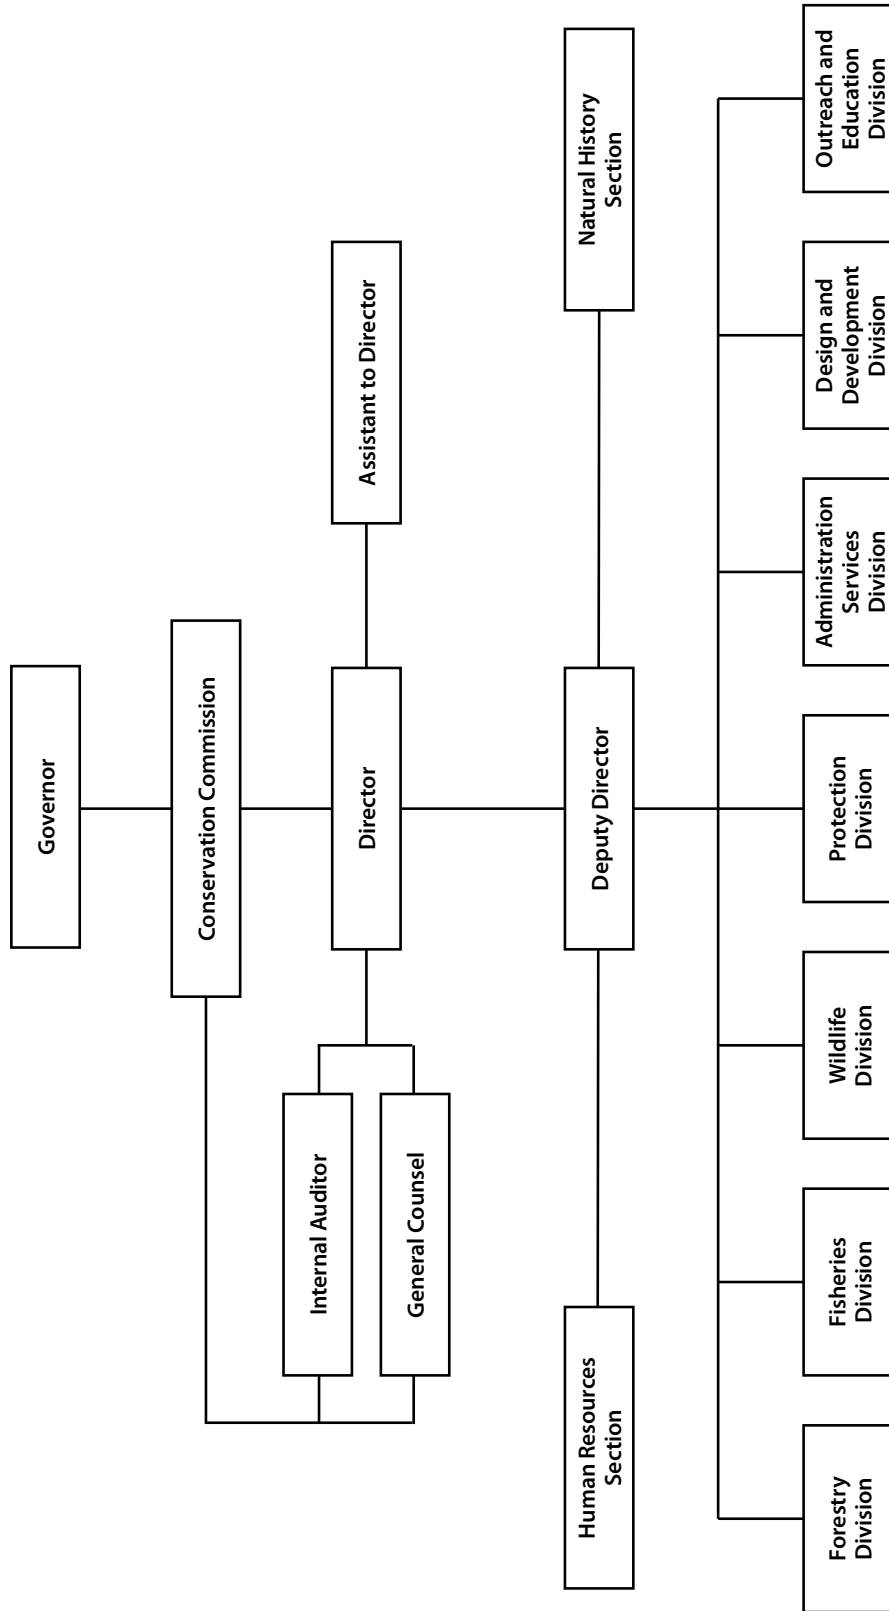 Governor
Conservation Commission
Internal Auditor
General Counsel
Director
Assistant to Director
Human Resources
Section
Deputy Director
Natural History
Section
Forestry
Division
Fisheries
Division
Wildlife
Division
Protection
Division
Administration
Services
Division
Design and
Development
Division
Outreach and
Education
Division